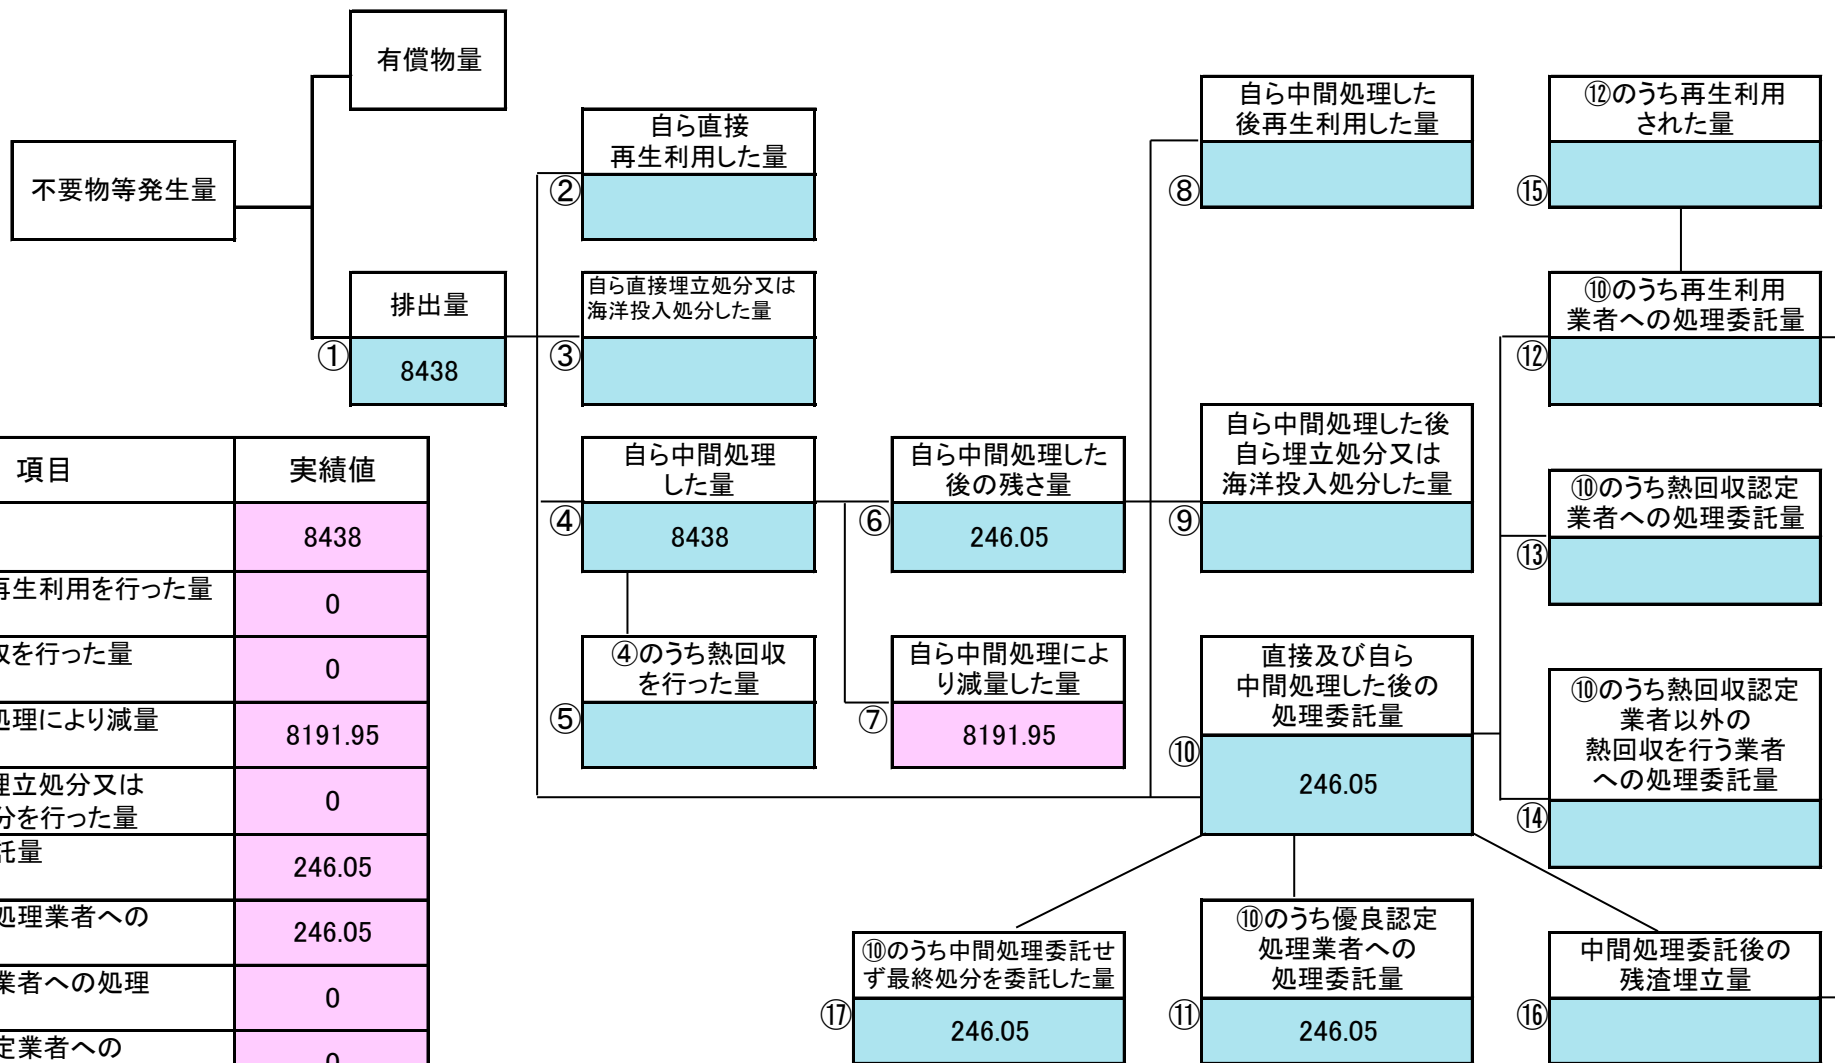 有償物量
不要物等発生量
排出量
①
8438
自ら直接
再生利用した量
②
自ら直接埋立処分又は
海洋投入処分した量
③
自ら中間処理
した量
④
8438
④のうち熱回収
を行った量
⑤
自ら中間処理した
後の残さ量
⑥
246.05
自ら中間処理によ
り減量した量
⑦
8191.95
自ら中間処理した
後再生利用した量
⑧
自ら中間処理した後
自ら埋立処分又は
海洋投入処分した量
⑨
直接及び自ら
中間処理した後の
処理委託量
⑩
246.05
⑫のうち再生利用
された量
⑮
⑩のうち再生利用
業者への処理委託量
⑫
⑩のうち熱回収認定
業者への処理委託量
⑬
⑩のうち熱回収認定
業者以外の
熱回収を行う業者
への処理委託量
⑭
⑩のうち中間処理委託せ
ず最終処分を委託した量
⑰
246.05
⑩のうち優良認定
処理業者への
処理委託量
⑪
246.05
中間処理委託後の
残渣埋立量
⑯
項目
実績値
8438
再生利用を行った量
0
を行った量
0
処理により減量
8191.95
埋立処分又は
分を行った量
0
託量
246.05
処理業者への
246.05
業者への処理
0
定業者への
0